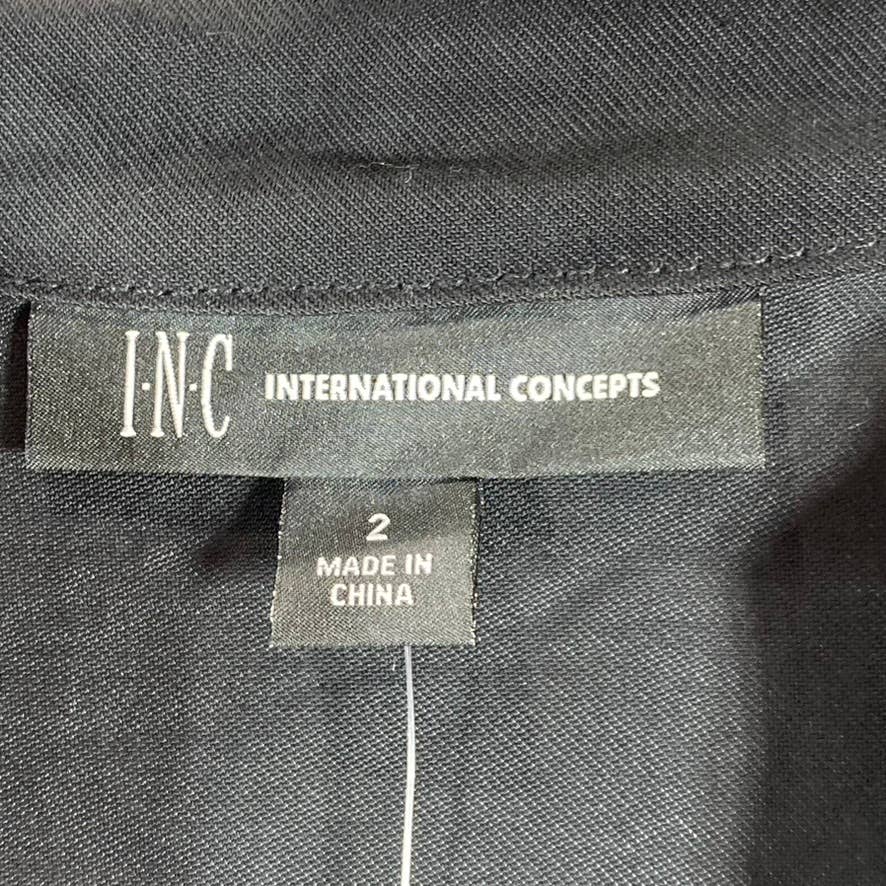 I·N·C INTERNATIONAL CONCEPTS
2
MADE IN
CHINA